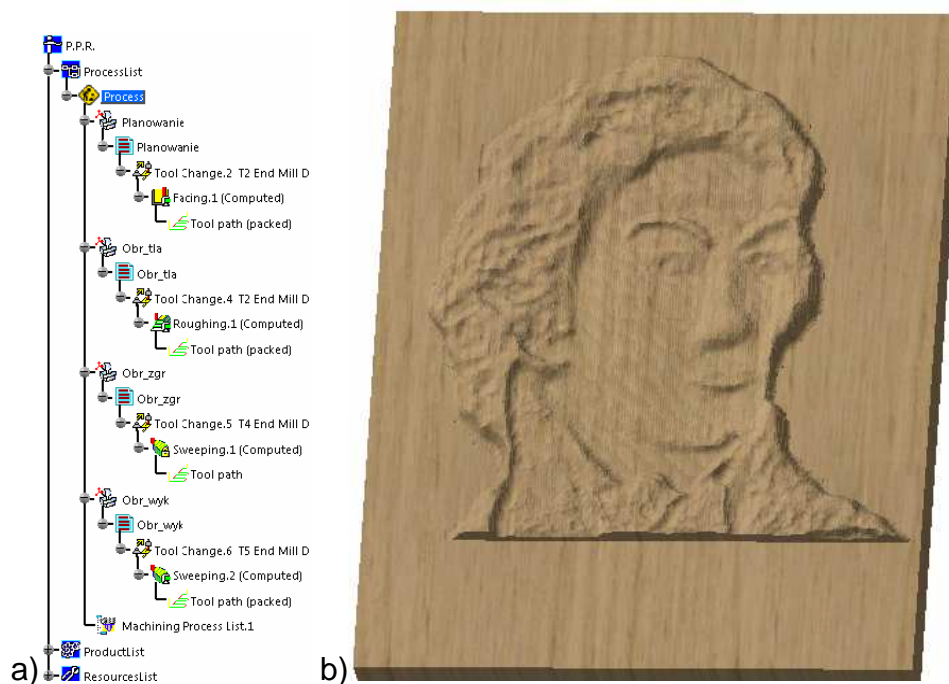 P.P.R.
ProcessList
Process
Planowanie
Planowanie
Tool Change.2 T2 End Mill D
Facing.1 (Computed)
Tool path (packed)
Obr_tla
Obr_tla
Tool Change.4 T2 End Mill D
Roughing.1 (Computed)
Tool path (packed)
Obr_zgr
Obr_zgr
Tool Change.5 T4 End Mill D
Sweeping.1 (Computed)
Tool path
Obr_wyk
Obr_wyk
Tool Change.6 T5 End Mill D
Sweeping.2 (Computed)
Tool path (packed)
Machining Process List.1
ProductList
ResourcesList
a)
b)